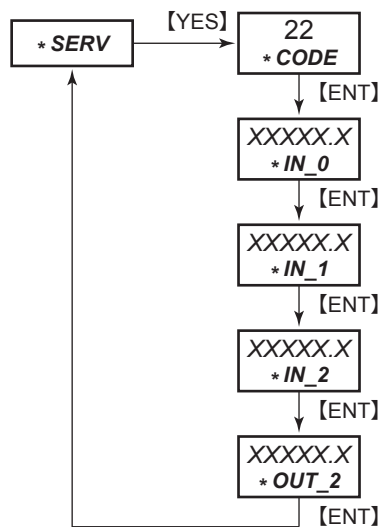 * SERV
【YES】
22
* CODE
【ENT】
XXXXX.X
* IN_0
【ENT】
XXXXX.X
* IN_1
【ENT】
XXXXX.X
* IN_2
【ENT】
XXXXX.X
* OUT_2
【ENT】